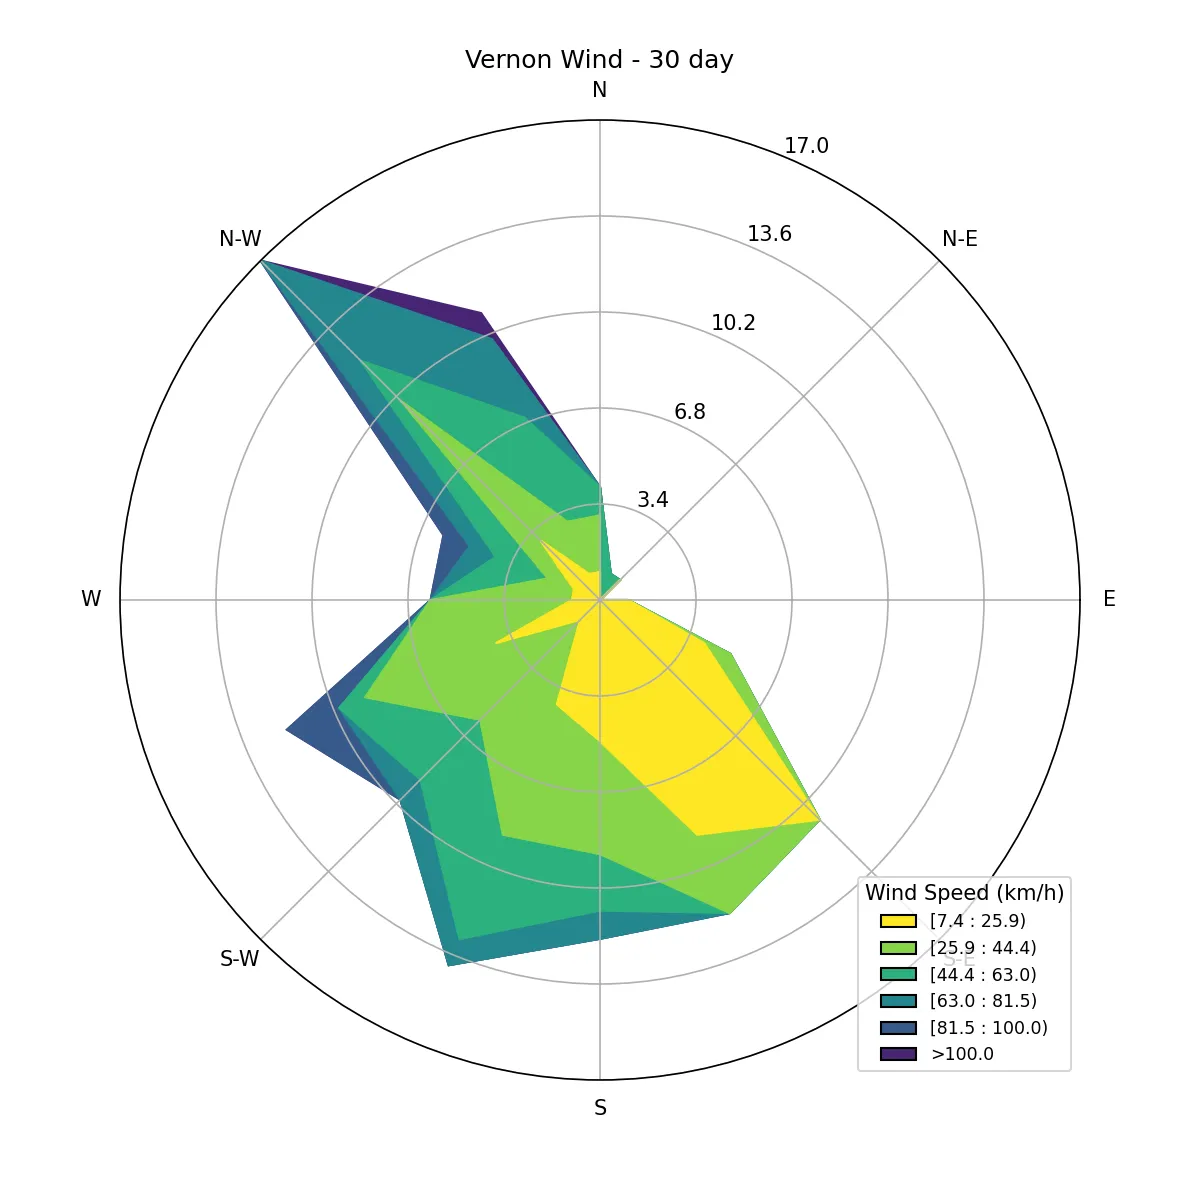 Vernon Wind - 30 day
N
17.0
N-W
13.6
N-E
10.2
6.8
3.4
W
E
Wind Speed (km/h)
[7.4 : 25.9)
[25.9 : 44.4)
S-W
S-E
[44.4 : 63.0)
[63.0 : 81.5)
[81.5 : 100.0)
>100.0
S